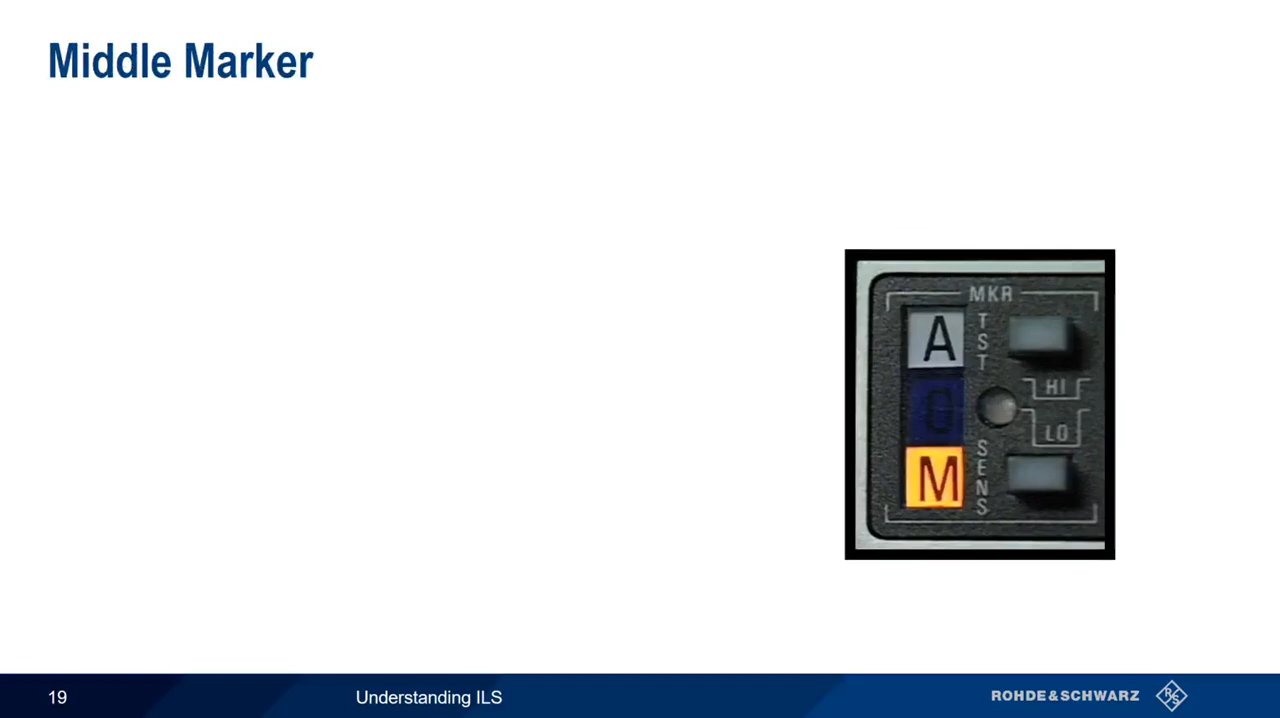 Middle Marker
MKR
A
TST
HI
O
LO
M
SENS
19
Understanding ILS
ROHDE & SCHWARZ
R/S